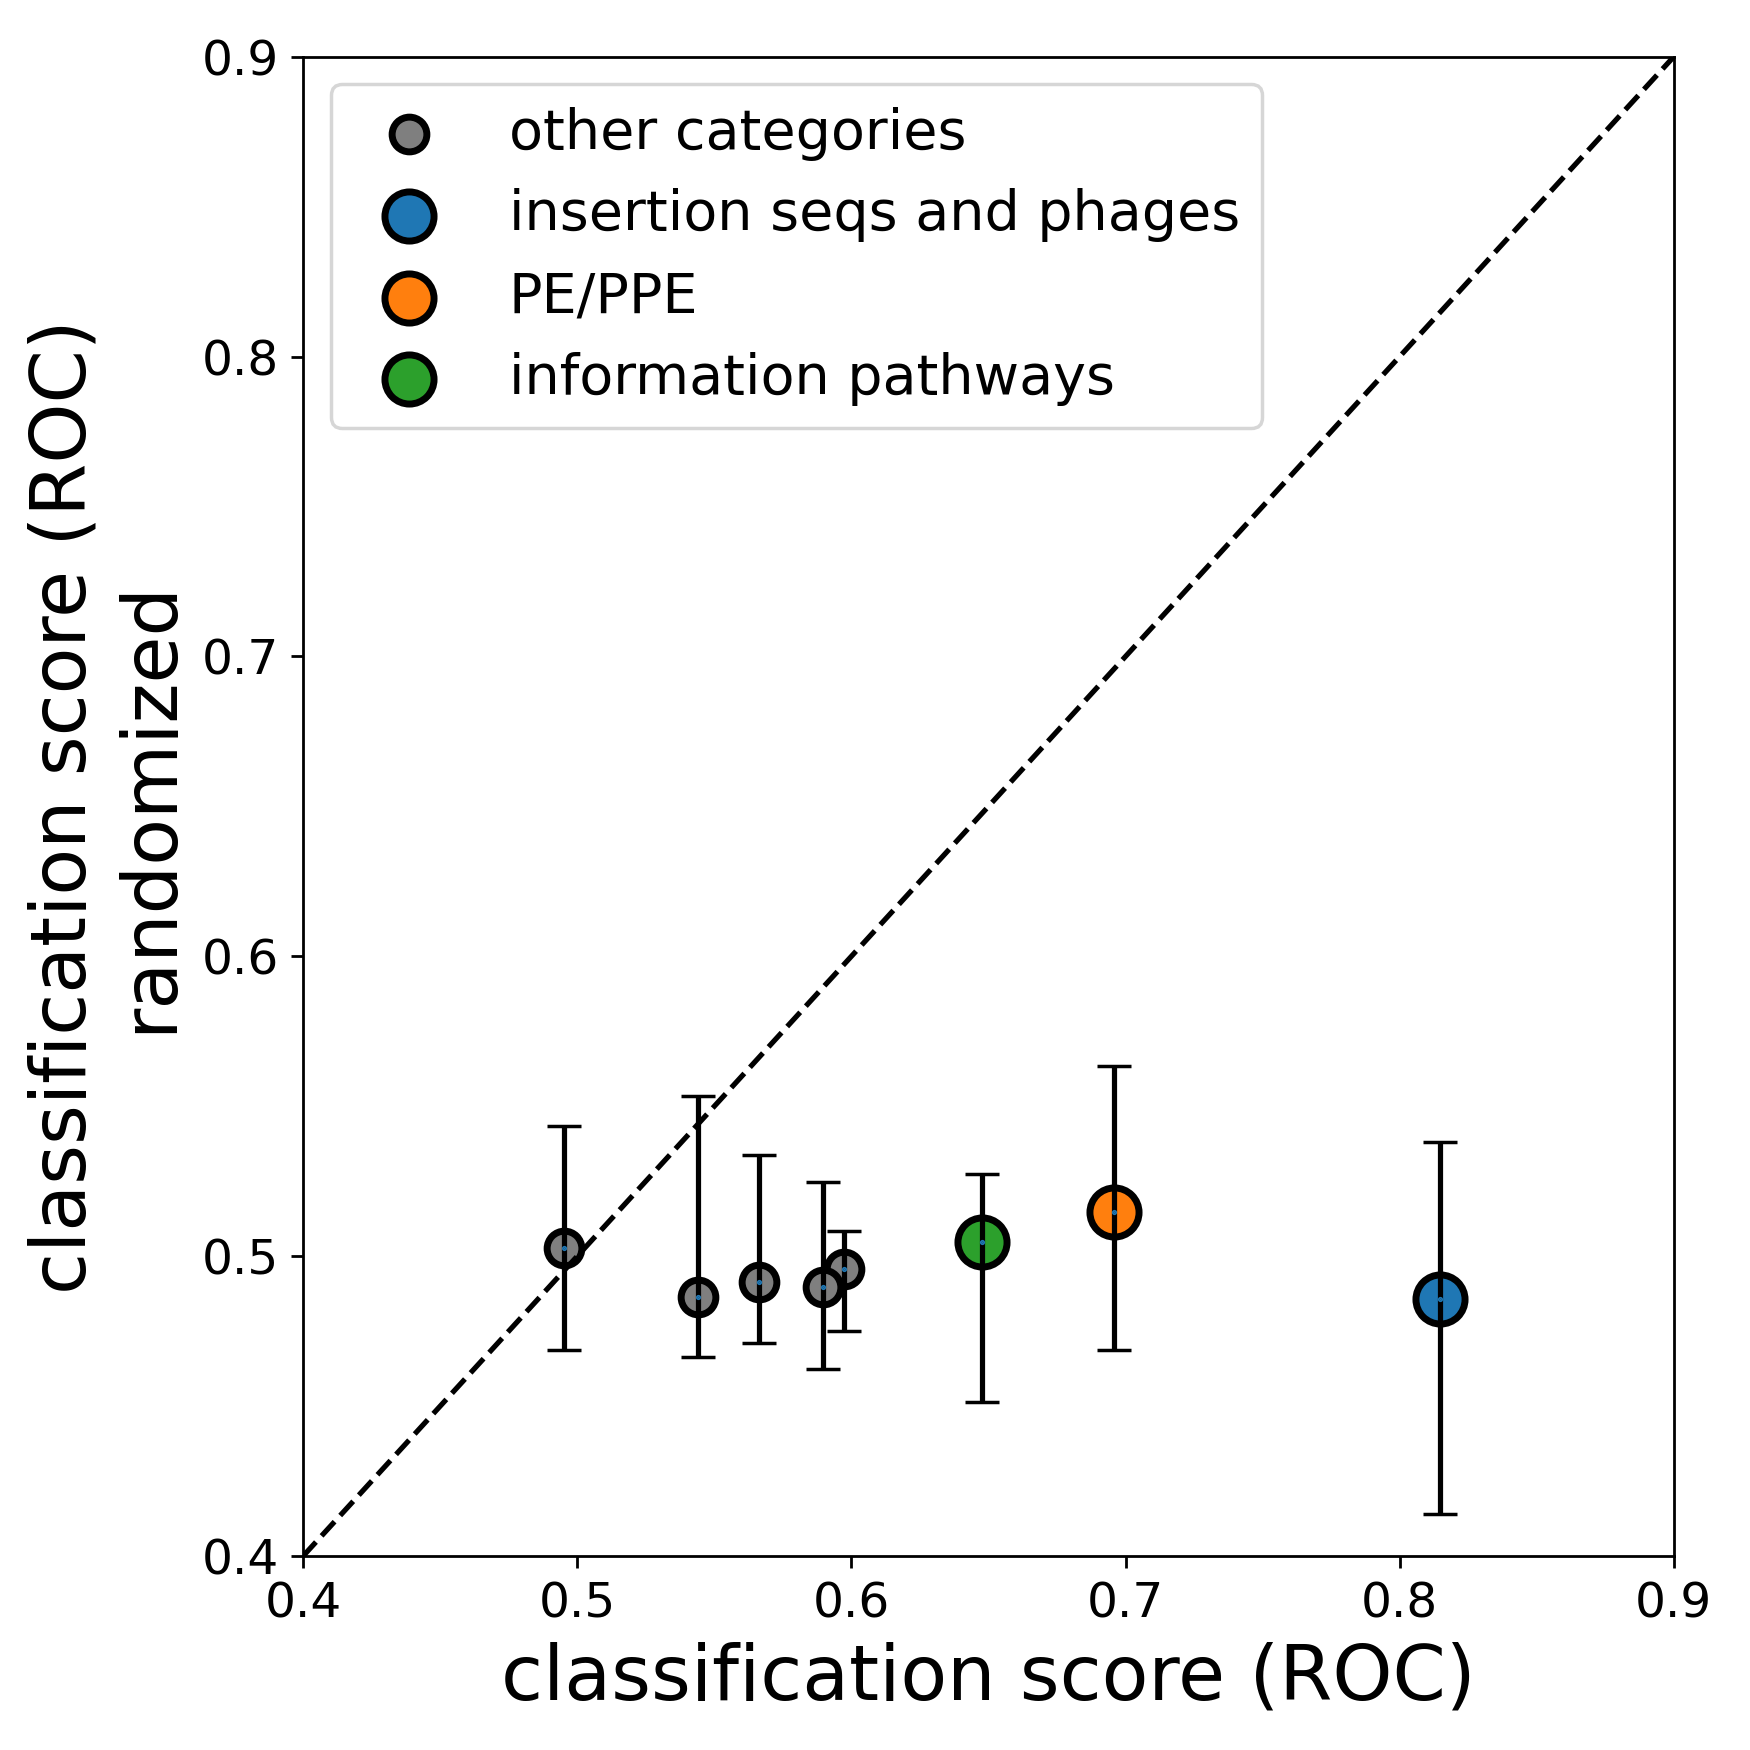 other categories
insertion seqs and phages
PE/PPE
information pathways
classification score (ROC)
randomized
0.9
0.8
0.7
0.6
0.5
0.4
0.4
0.5
0.6
0.7
0.8
0.9
classification score (ROC)